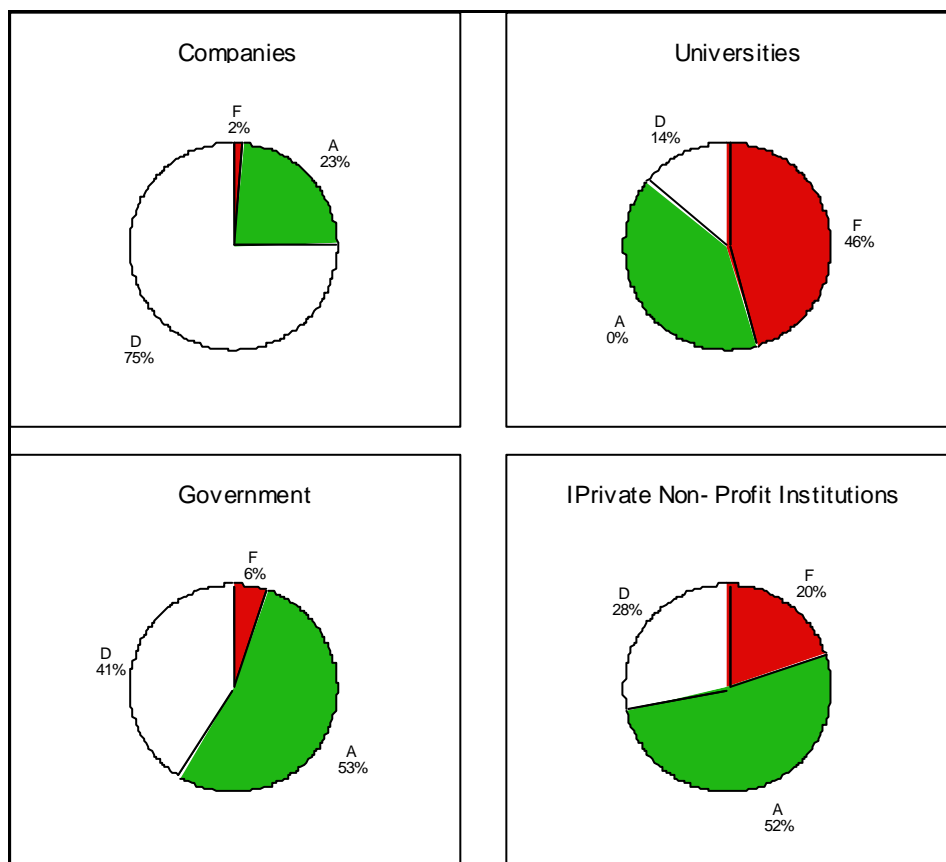 Companies
F
2%
A
23%
D
75%
Universities
D
14%
F
46%
A
0%
Government
F
6%
D
41%
A
53%
IPrivate Non- Profit Institutions
F
20%
D
28%
A
52%